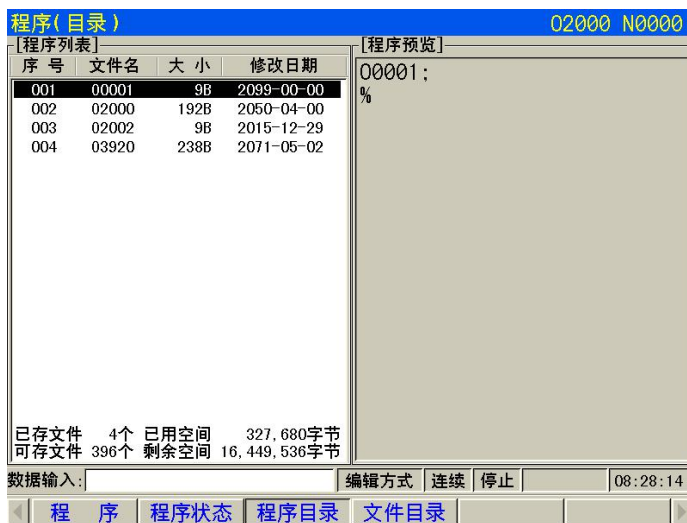 程序(目录) O2000 N0000
[程序列表]
序 号 文件名 大 小 修改日期
001 O0001 9B 2099-00-00
002 O2000 192B 2050-04-00
003 O2002 9B 2015-12-29
004 O3920 238B 2071-05-02
已存文件 4个 已用空间 327,680字节
可存文件 396个 剩余空间 16,449,536字节
[程序预览]
O0001;
%
数据输入: 编辑方式 连续 停止 08:28:14
程 序 程序状态 程序目录 文件目录